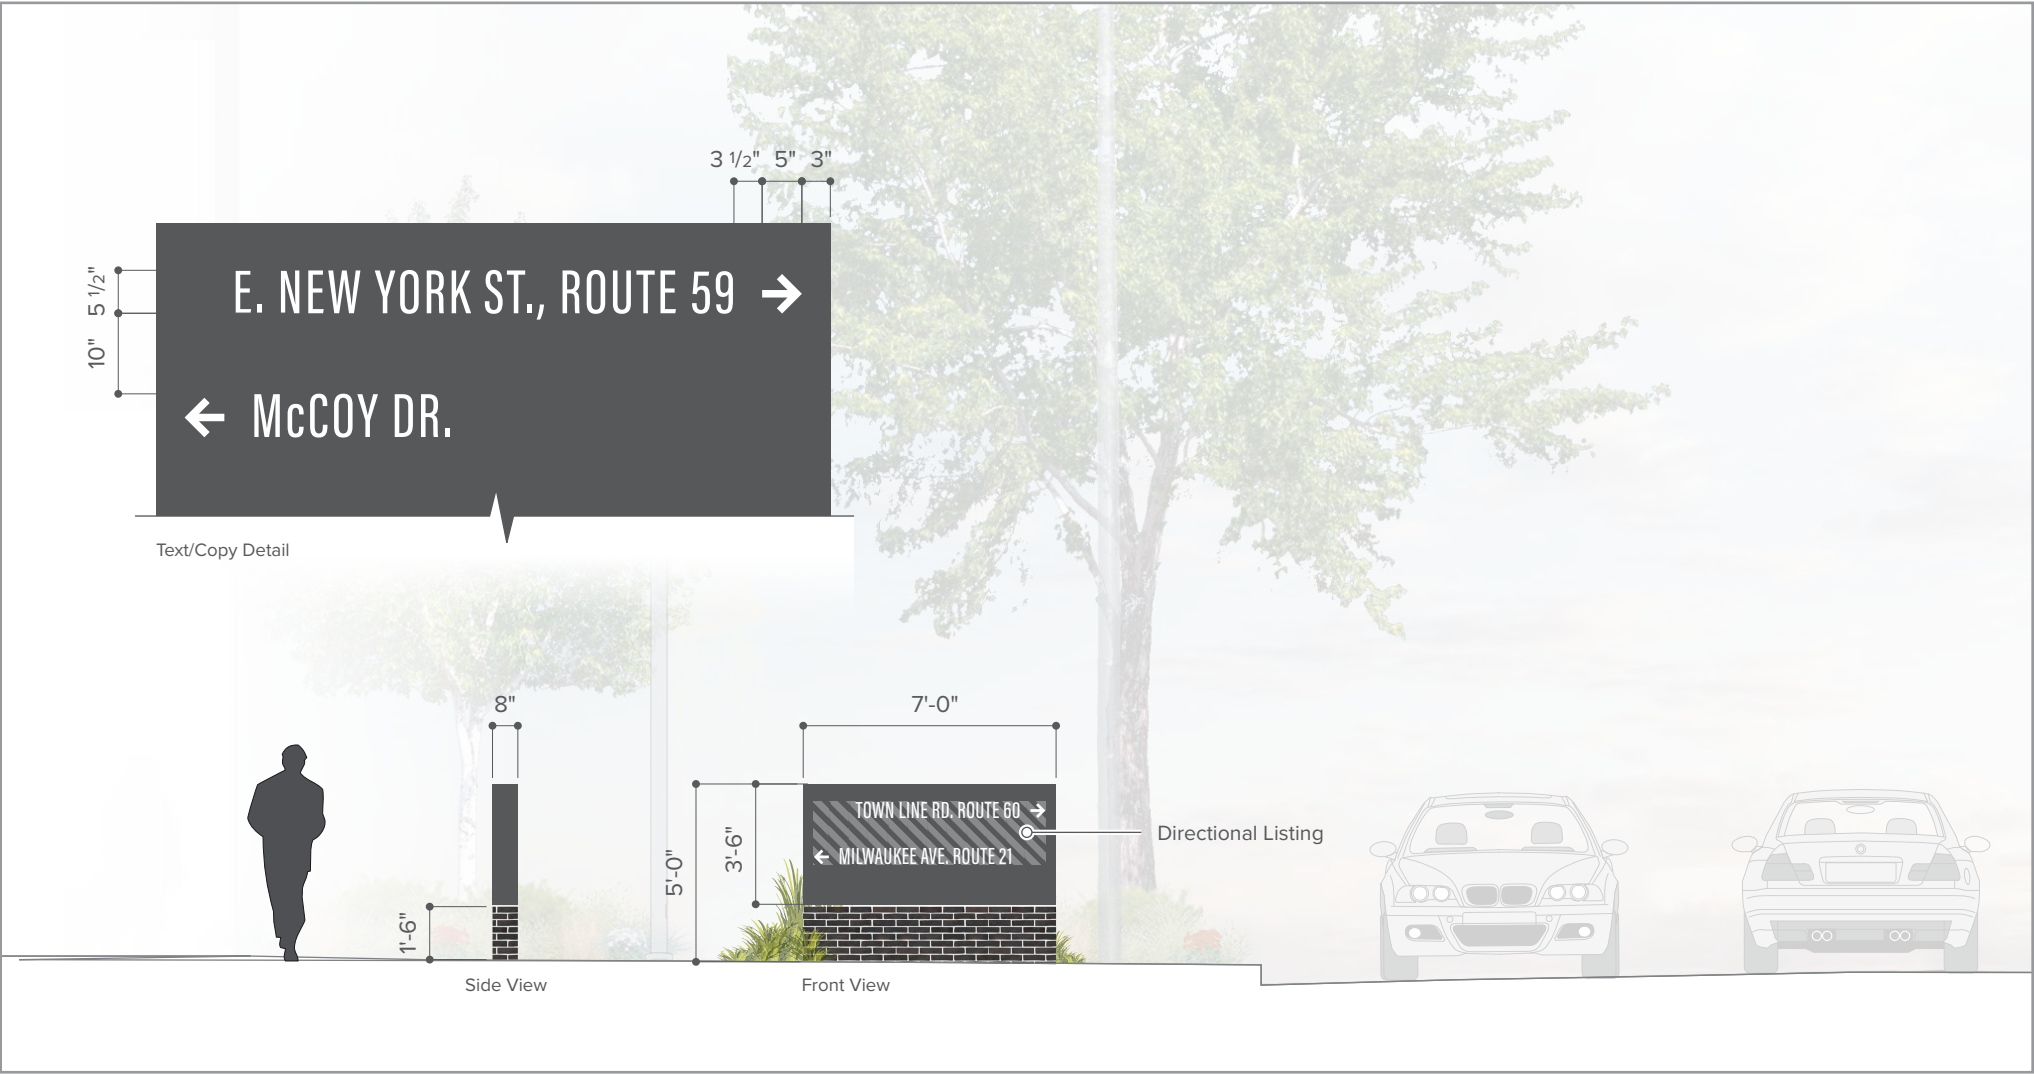 3 1/2" 5" 3"
5 1/2"
10"
E. NEW YORK ST., ROUTE 59 →
← McCOY DR.
Text/Copy Detail
8"
7'-0"
5'-0"
3'-6"
1'-6"
TOWN LINE RD. ROUTE 60 →
← MILWAUKEE AVE. ROUTE 21
Directional Listing
Side View
Front View